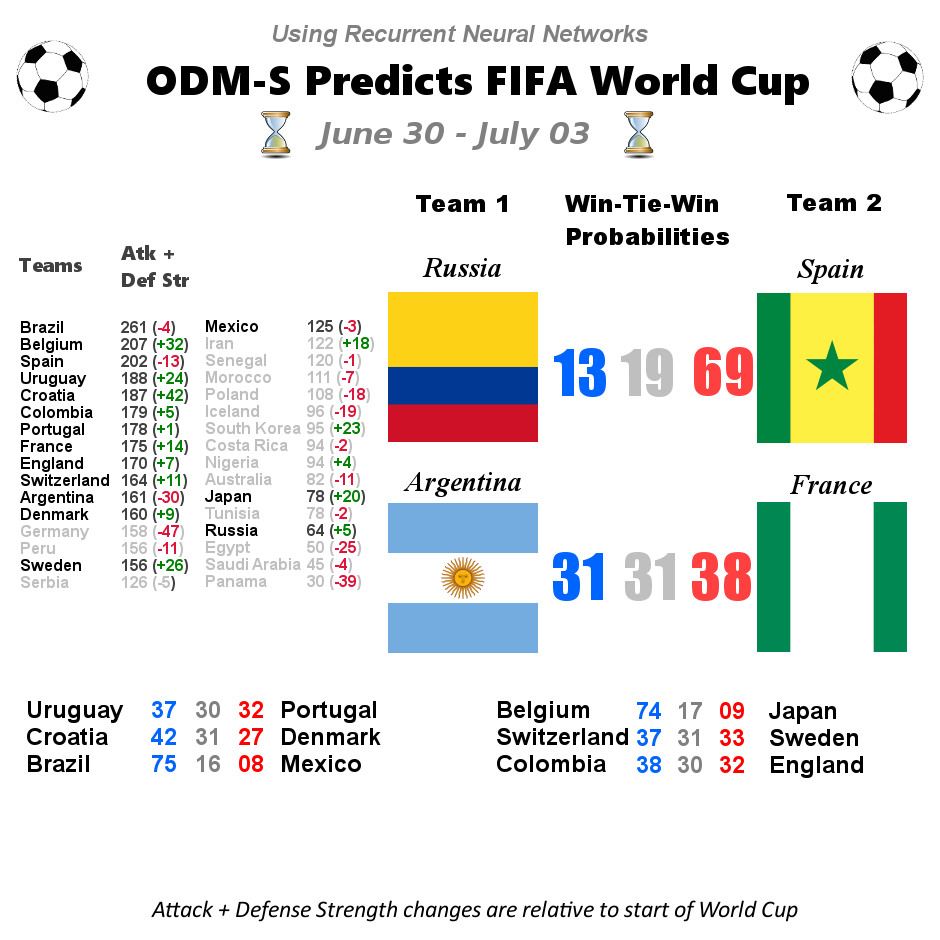 Using Recurrent Neural Networks
ODM-S Predicts FIFA World Cup
June 30 - July 03
Team 1
Win-Tie-Win
Probabilities
Team 2
Teams
Atk +
Def Str
Russia
Spain
13 19 69
Argentina
France
31 31 38
Brazil 261 (-4)
Belgium 207 (+32)
Spain 202 (-13)
Uruguay 188 (+24)
Croatia 187 (+42)
Colombia 179 (+5)
Portugal 178 (+1)
France 175 (+14)
England 170 (+7)
Switzerland 164 (+11)
Argentina 161 (-30)
Denmark 160 (+9)
Germany 158 (-47)
Peru 156 (-11)
Sweden 156 (+26)
Serbia 126 (-5)
Mexico 125 (-3)
Iran 122 (+18)
Senegal 120 (-1)
Morocco 111 (-7)
Poland 108 (-18)
Iceland 96 (-19)
South Korea 95 (+23)
Costa Rica 94 (-2)
Nigeria 94 (+4)
Australia 82 (-11)
Japan 78 (+20)
Tunisia 78 (-2)
Russia 64 (+5)
Egypt 50 (-25)
Saudi Arabia 45 (-4)
Panama 30 (-39)
Uruguay 37 30 32 Portugal
Croatia 42 31 27 Denmark
Brazil 75 16 08 Mexico
Belgium 74 17 09 Japan
Switzerland 37 31 33 Sweden
Colombia 38 30 32 England
Attack + Defense Strength changes are relative to start of World Cup